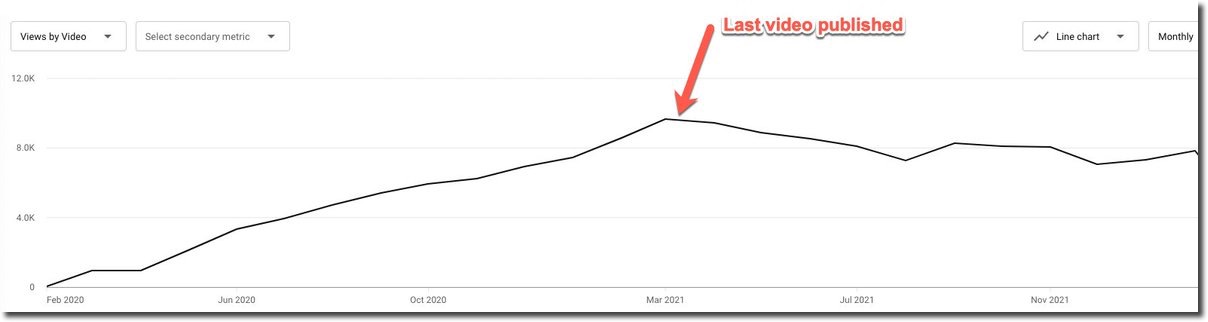 Last video published
Views by Video
Select secondary metric
Line chart
Monthly
12.0K
8.0K
4.0K
0
Feb 2020
Jun 2020
Oct 2020
Mar 2021
Jul 2021
Nov 2021